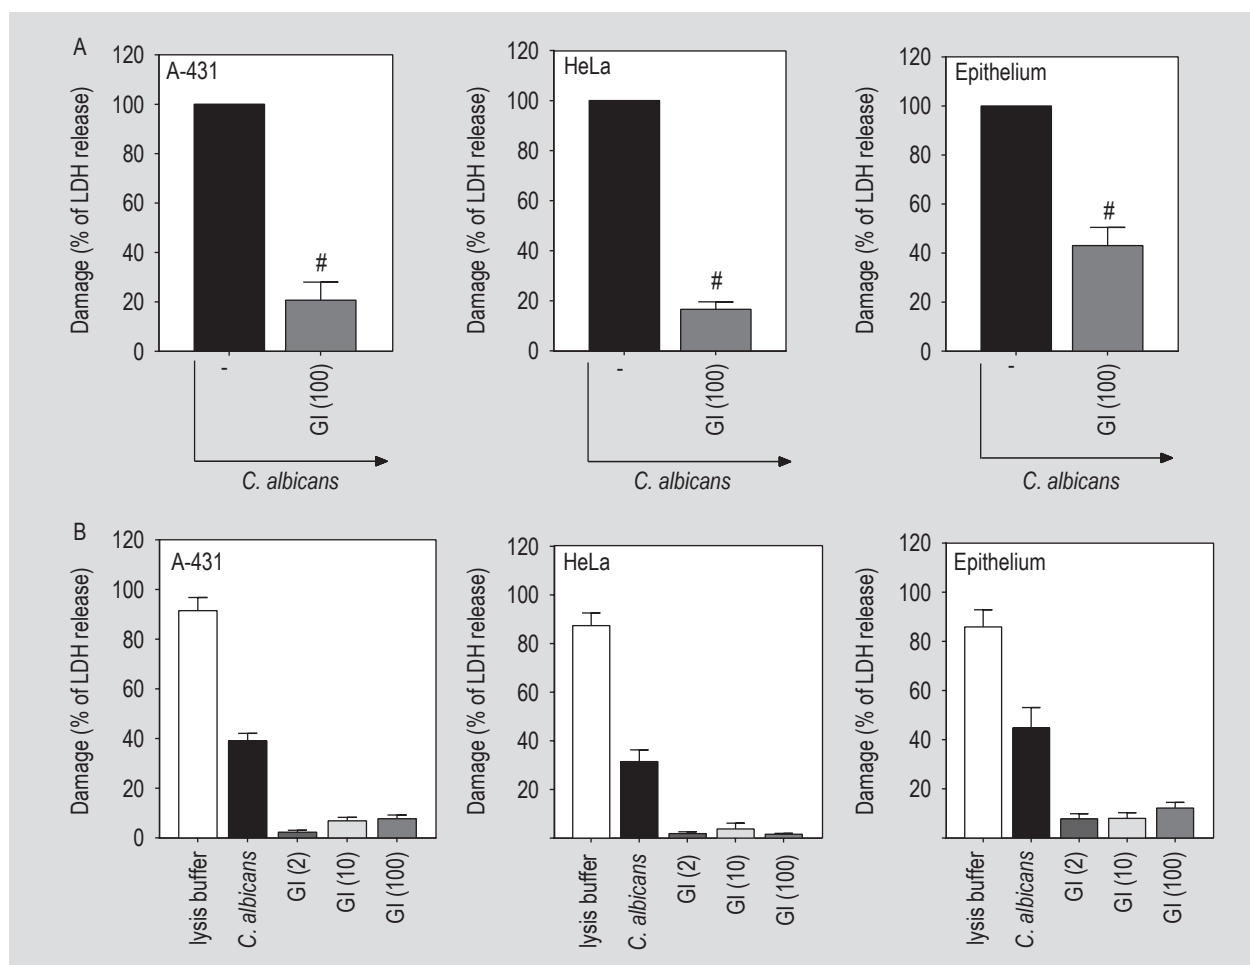 A
A-431
HeLa
Epithelium
Damage (% of LDH release)
120
100
80
60
40
20
0
Damage (% of LDH release)
120
100
80
60
40
20
0
Damage (% of LDH release)
120
100
80
60
40
20
0
#
#
#
-
GI (100)
-
GI (100)
-
GI (100)
C. albicans
C. albicans
C. albicans
B
A-431
HeLa
Epithelium
Damage (% of LDH release)
120
100
80
60
40
20
0
Damage (% of LDH release)
120
100
80
60
40
20
Damage (% of LDH release)
120
100
80
60
40
20
lysis buffer
C. albicans
GI (2)
GI (10)
GI (100)
lysis buffer
C. albicans
GI (2)
GI (10)
GI (100)
lysis buffer
C. albicans
GI (2)
GI (10)
GI (100)